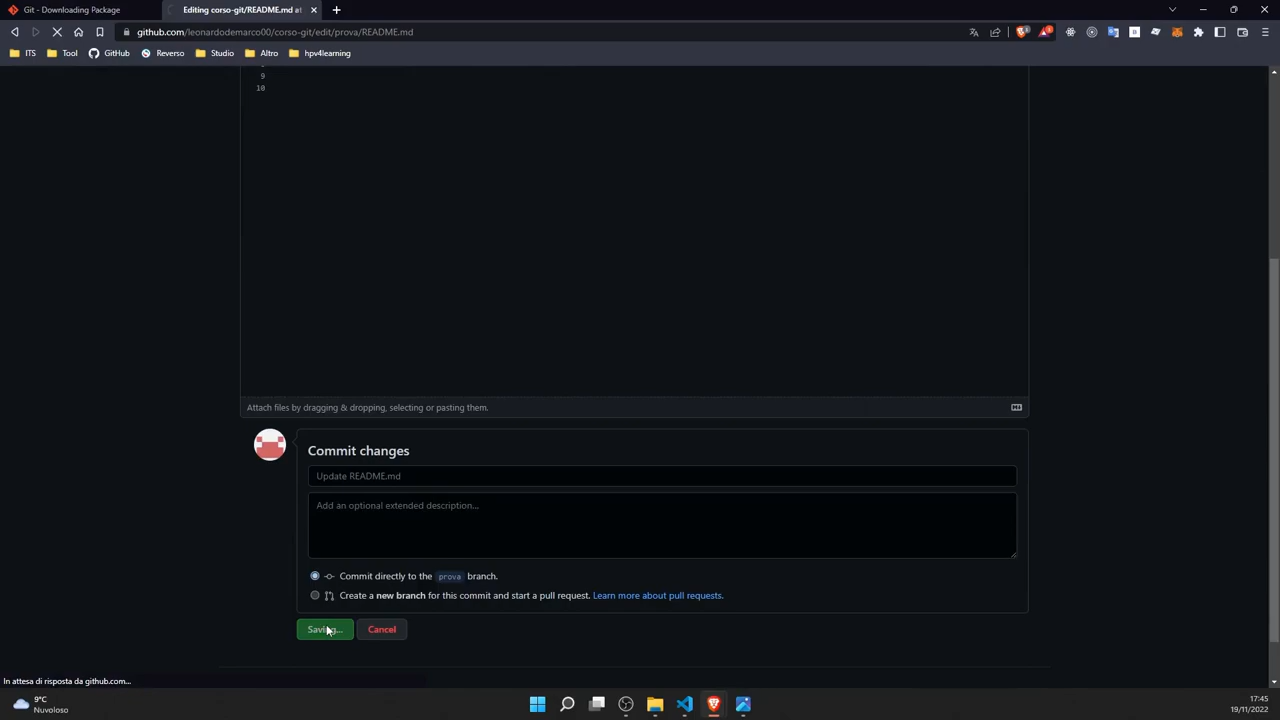 Git - Downloading Package
Editing corso-git/README.md at
github.com/leonardodemarco00/corso-git/edit/prova/README.md
ITS
Tool
GitHub
Reverso
Studio
Altro
hpv4learning
9
10
Attach files by dragging & dropping, selecting or pasting them.
Commit changes
Update README.md
Add an optional extended description...
Commit directly to the prova branch.
Create a new branch for this commit and start a pull request. Learn more about pull requests.
Saving...
Cancel
In attesa di risposta da github.com...
9°C
Nuvoloso
17:45
19/11/2022